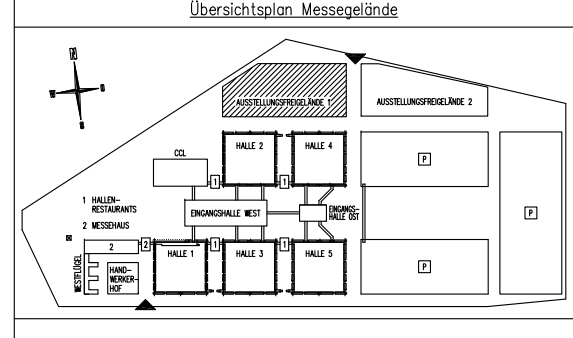 Übersichtsplan Messegelände
AUSSTELLUNGSFREIGELÄNDE 1
AUSSTELLUNGSFREIGELÄNDE 2
HALLE 2
HALLE 4
CCL
P
1
1
1 HALLEN-
RESTAURANTS
2 MESSEHAUS
EINGANGSHALLE WEST
EINGANGS-
HALLE OST
P
2
2
1
1
HALLE 1
HALLE 3
HALLE 5
WESTFLÜGEL
HAND-
WERKER-
HOF
P